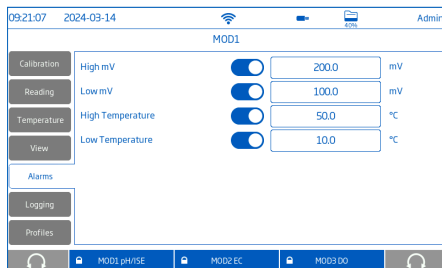 09:21:07 2024-03-14 40% Admin
MOD1
Calibration
Reading
Temperature
View
Alarms
Logging
Profiles
High mV 200.0 mV
Low mV 100.0 mV
High Temperature 50.0 °C
Low Temperature 10.0 °C
MOD1 pH/ISE MOD2 EC MOD3 DO